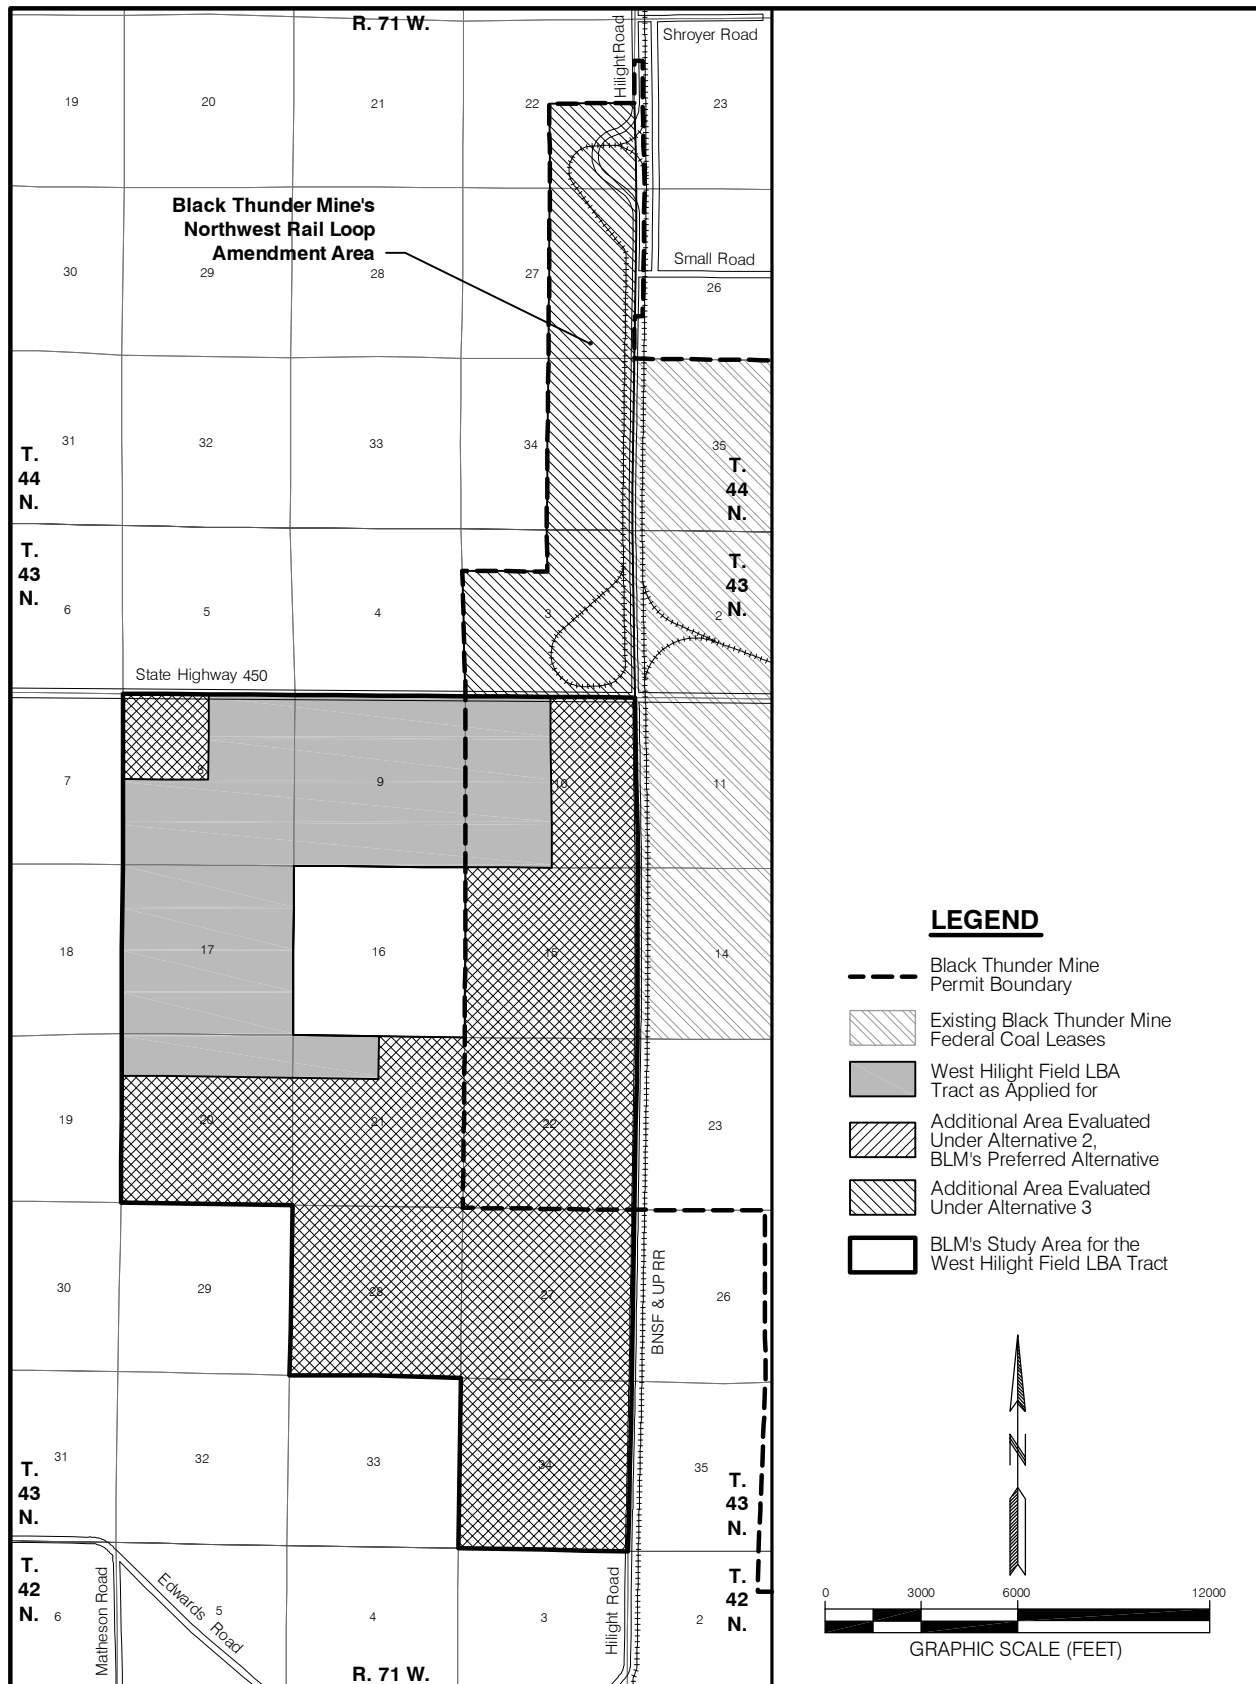 R. 71 W.
Hilight Road
Shroyer Road
19
20
21
22
23
Black Thunder Mine's
Northwest Rail Loop
Amendment Area
Small Road
30
29
28
27
26
31
32
33
34
35
T.
44
N.
T.
44
N.
T.
43
N.
T.
43
N.
6
5
4
3
2
State Highway 450
7
8
9
10
11
18
17
16
15
14
19
20
21
22
23
30
29
28
27
26
BNSF & UP RR
31
32
33
34
35
T.
43
N.
T.
43
N.
T.
42
N.
T.
42
N.
6
5
4
3
2
Matheson Road
Edwards Road
Hilight Road
R. 71 W.
LEGEND
Black Thunder Mine
Permit Boundary
Existing Black Thunder Mine
Federal Coal Leases
West Hilight Field LBA
Tract as Applied for
Additional Area Evaluated
Under Alternative 2,
BLM's Preferred Alternative
Additional Area Evaluated
Under Alternative 3
BLM's Study Area for the
West Hilight Field LBA Tract
N
0 3000 6000 12000
GRAPHIC SCALE (FEET)